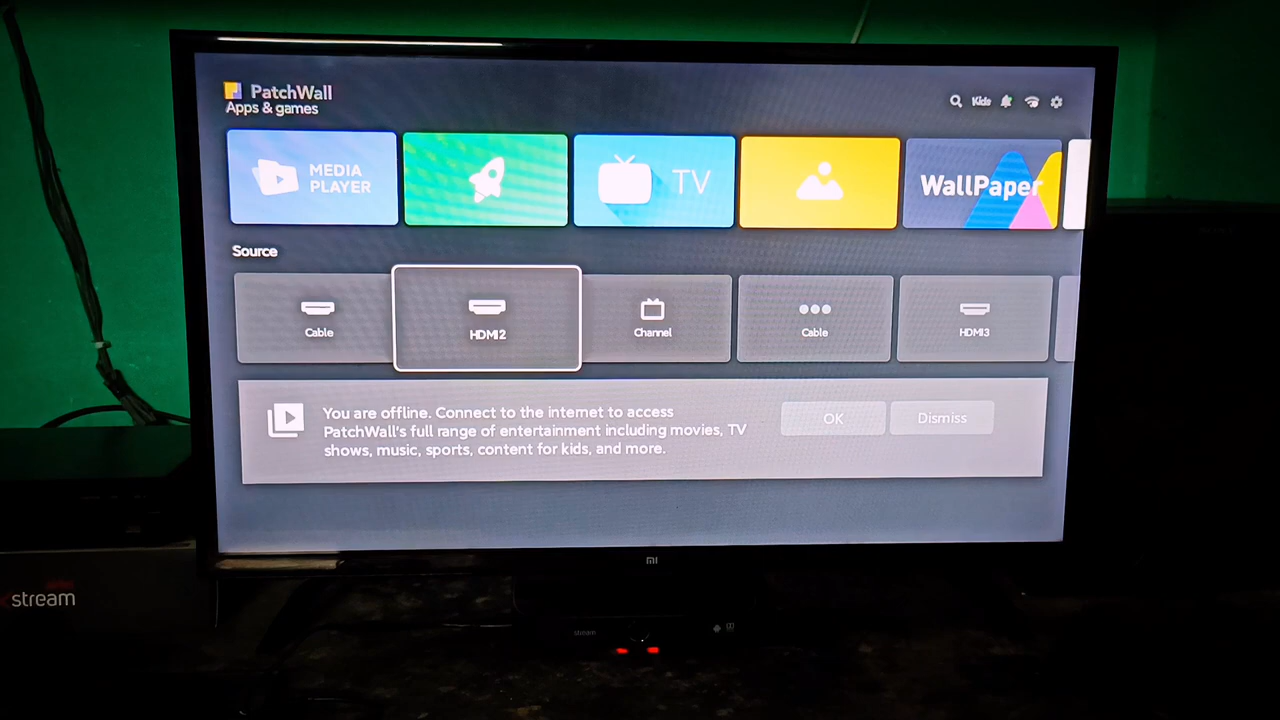 PatchWall
Apps & games
Kids
MEDIA
PLAYER
TV
WallPaper
Source
Cable
HDMI2
Channel
Cable
HDMI3
You are offline. Connect to the internet to access
PatchWall's full range of entertainment including movies, TV
shows, music, sports, content for kids, and more.
OK
Dismiss
mi
stream
stream